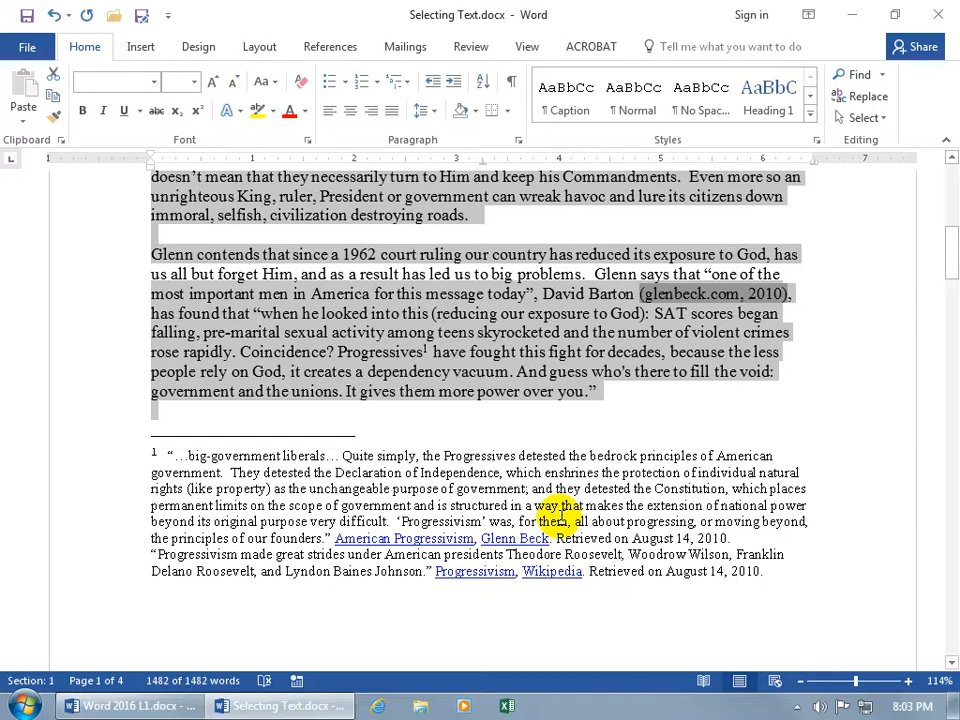 Selecting Text.docx - Word
Sign in
File
Home
Insert
Design
Layout
References
Mailings
Review
View
ACROBAT
Tell me what you want to do
Share
Paste
Aa
B I U abc x₂ x²
A
A
AaBbCc AaBbCc AaBbCc AaBbC
¶ Caption ¶ Normal ¶ No Spac... Heading 1
Find
Replace
Select
Clipboard
Font
Paragraph
Styles
Editing
1 1 2 3 4 5 6 7
doesn’t mean that they necessarily turn to Him and keep his Commandments. Even more so an
unrighteous King, ruler, President or government can wreak havoc and lure its citizens down
immoral, selfish, civilization destroying roads.
Glenn contends that since a 1962 court ruling our country has reduced its exposure to God, has
us all but forget Him, and as a result has led us to big problems. Glenn says that “one of the
most important men in America for this message today”, David Barton (glenbeck.com, 2010),
has found that “when he looked into this (reducing our exposure to God): SAT scores began
falling, pre-marital sexual activity among teens skyrocketed and the number of violent crimes
rose rapidly. Coincidence? Progressives¹ have fought this fight for decades, because the less
people rely on God, it creates a dependency vacuum. And guess who's there to fill the void:
government and the unions. It gives them more power over you.”
1 “…big-government liberals… Quite simply, the Progressives detested the bedrock principles of American
government. They detested the Declaration of Independence, which enshrines the protection of individual natural
rights (like property) as the unchangeable purpose of government; and they detested the Constitution, which places
permanent limits on the scope of government and is structured in a way that makes the extension of national power
beyond its original purpose very difficult. ‘Progressivism’ was, for them, all about progressing, or moving beyond,
the principles of our founders.” American Progressivism, Glenn Beck. Retrieved on August 14, 2010.
“Progressivism made great strides under American presidents Theodore Roosevelt, Woodrow Wilson, Franklin
Delano Roosevelt, and Lyndon Baines Johnson.” Progressivism, Wikipedia. Retrieved on August 14, 2010.
Section: 1 Page 1 of 4 1482 of 1482 words
114%
Word 2016 L1.docx - ...
Selecting Text.docx - ...
8:03 PM